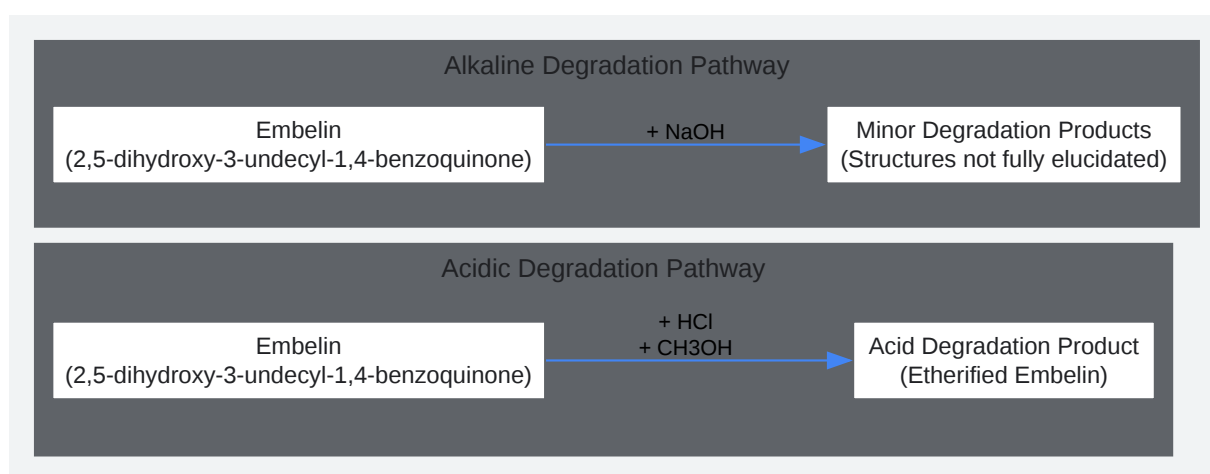 Alkaline Degradation Pathway
Embelin
(2,5-dihydroxy-3-undecyl-1,4-benzoquinone)
+ NaOH
Minor Degradation Products
(Structures not fully elucidated)
Acidic Degradation Pathway
Embelin
(2,5-dihydroxy-3-undecyl-1,4-benzoquinone)
+ HCl
+ CH3OH
Acid Degradation Product
(Etherified Embelin)